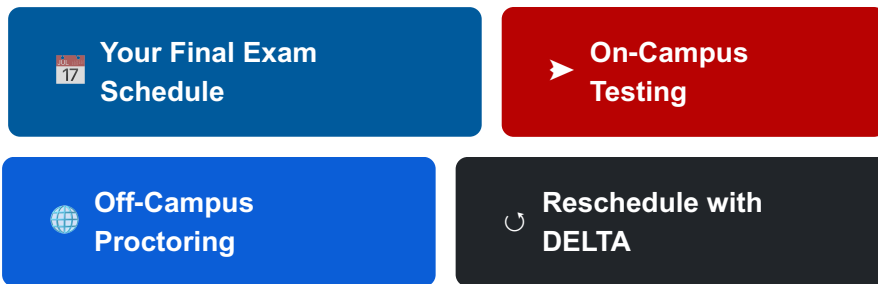 Your Final Exam
Schedule
On-Campus
Testing
Off-Campus
Proctoring
Reschedule with
DELTA
JUL
17